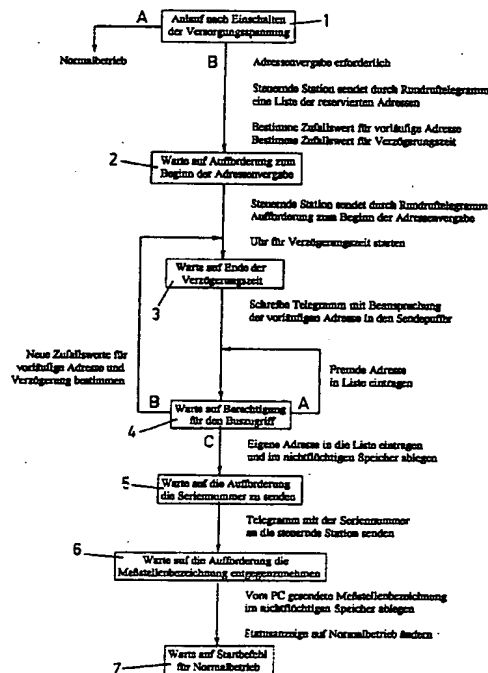 A
Anlauf nach Einschalten
der Versorgungsspannung
1
Normalbetrieb
B
Adressenvergabe erforderlich
Steuernde Station sendet durch Rundruftelegramm
eine Liste der reservierten Adressen
Bestimme Zufallswert für vorläufige Adresse
Bestimme Zufallswert für Verzögerungszeit
2
Warte auf Aufforderung zum
Beginn der Adressenvergabe
Steuernde Station sendet durch Rundruftelegramm
Aufforderung zum Beginn der Adressenvergabe
Uhr für Verzögerungszeit starten
Warte auf Ende der
Verzögerungszeit
3
Schreibe Telegramm mit Beanspruchung
der vorläufigen Adresse in den Sendepuffer
Neue Zufallswerte für
vorläufige Adresse und
Verzögerung bestimmen
Fremde Adresse
in Liste eintragen
B
A
Warte auf Berechtigung
für den Buszugriff
4
C
Eigene Adresse in die Liste eintragen
und im nichtflüchtigen Speicher ablegen
5
Warte auf die Aufforderung
die Seriennummer zu senden
Telegramm mit der Seriennummer
an die steuernde Station senden
6
Warte auf die Aufforderung die
Meßstellenbezeichnung entgegenzunehmen
Vom PC gesendete Meßstellenbezeichnung
im nichtflüchtigen Speicher ablegen
Statusanzeige auf Normalbetrieb ändern
Warte auf Startbefehl
für Normalbetrieb
7